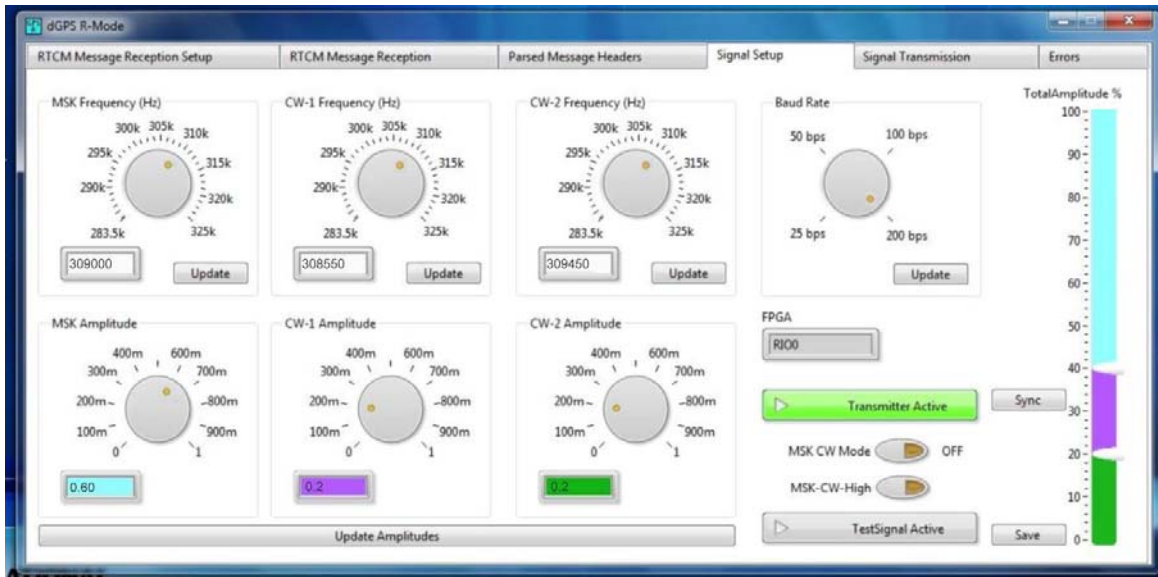 dGPS R-Mode
RTCM Message Reception Setup
RTCM Message Reception
Parsed Message Headers
Signal Setup
Signal Transmission
Errors
MSK Frequency (Hz)
283.5k 290k 295k 300k 305k 310k 315k 320k 325k
309000
Update
CW-1 Frequency (Hz)
283.5k 290k 295k 300k 305k 310k 315k 320k 325k
308550
Update
CW-2 Frequency (Hz)
283.5k 290k 295k 300k 305k 310k 315k 320k 325k
309450
Update
Baud Rate
25 bps 50 bps 100 bps 200 bps
Update
MSK Amplitude
0 100m 200m 300m 400m 600m 700m 800m 900m 1
0.60
CW-1 Amplitude
0 100m 200m 300m 400m 600m 700m 800m 900m 1
0.2
CW-2 Amplitude
0 100m 200m 300m 400m 600m 700m 800m 900m 1
0.2
Update Amplitudes
FPGA
RIO0
Transmitter Active
MSK CW Mode OFF
MSK-CW-High
TestSignal Active
Sync
Save
TotalAmplitude %
100
90
80
70
60
50
40
30
20
10
0